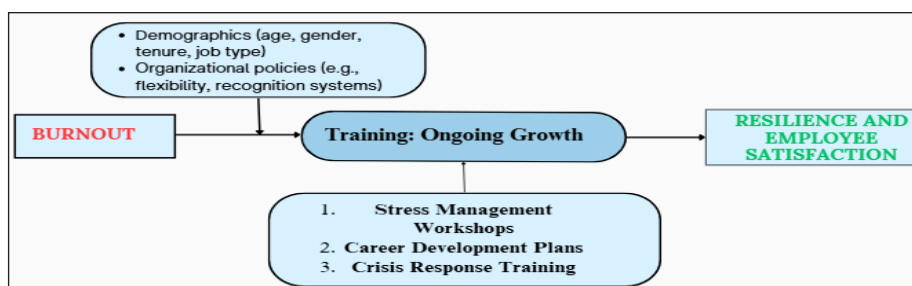 • Demographics (age, gender,
tenure, job type)
• Organizational policies (e.g.,
flexibility, recognition systems)
BURNOUT
Training: Ongoing Growth
RESILIENCE AND
EMPLOYEE
SATISFACTION
1. Stress Management
Workshops
2. Career Development Plans
3. Crisis Response Training